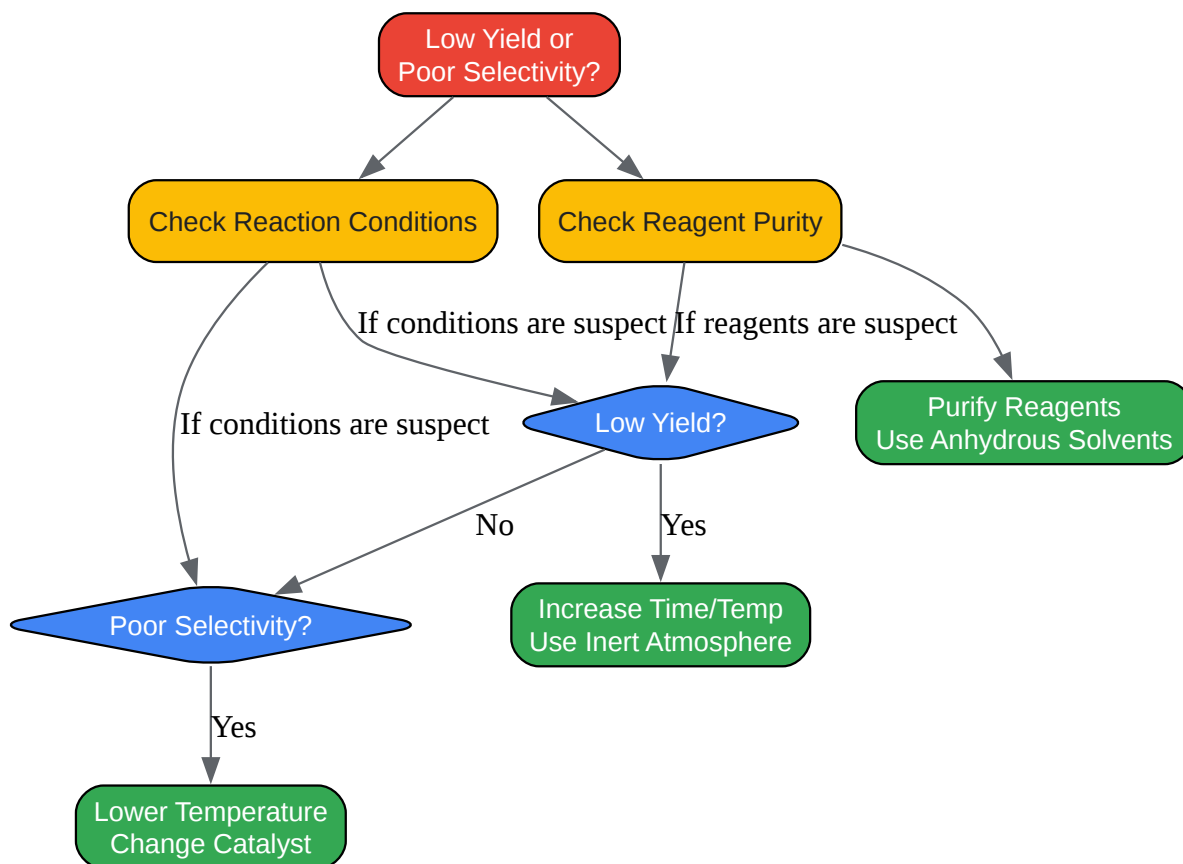 Low Yield or
Poor Selectivity?
Check Reaction Conditions
Check Reagent Purity
If conditions are suspect
If reagents are suspect
If conditions are suspect
Low Yield?
Purify Reagents
Use Anhydrous Solvents
No
Yes
Poor Selectivity?
Increase Time/Temp
Use Inert Atmosphere
Yes
Lower Temperature
Change Catalyst